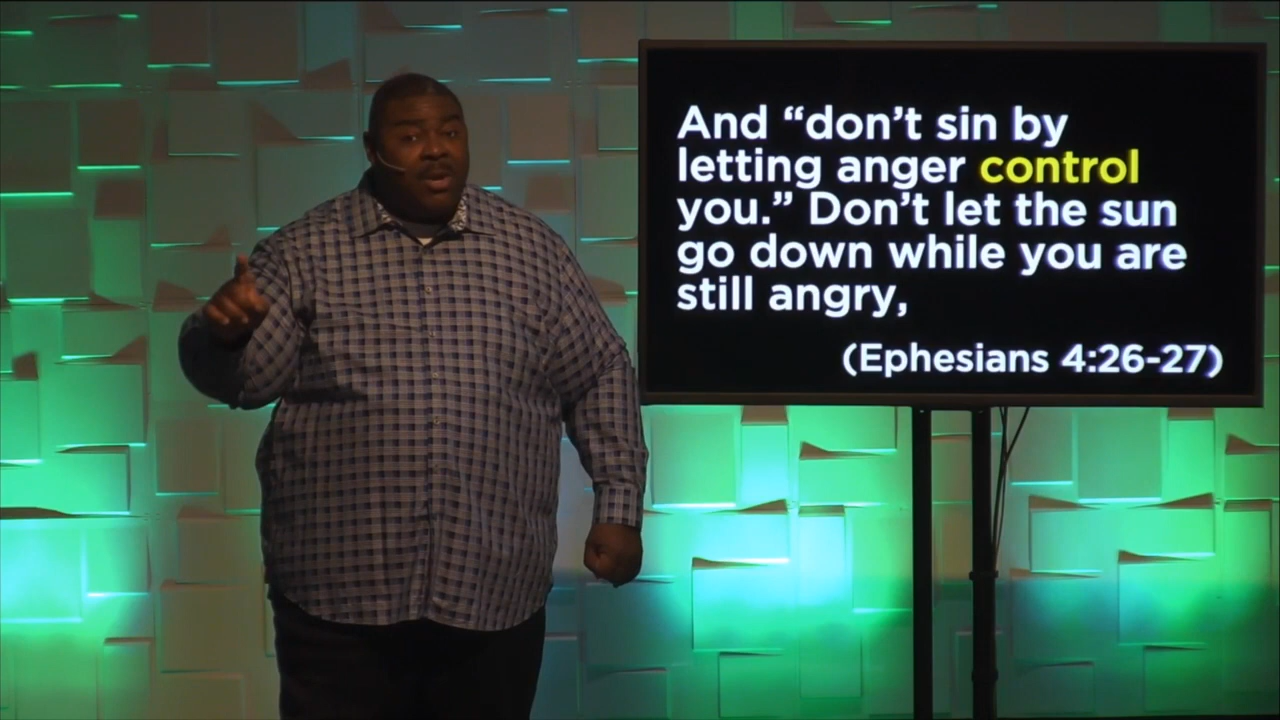 And “don’t sin by
letting anger control
you.” Don’t let the sun
go down while you are
still angry,
(Ephesians 4:26-27)